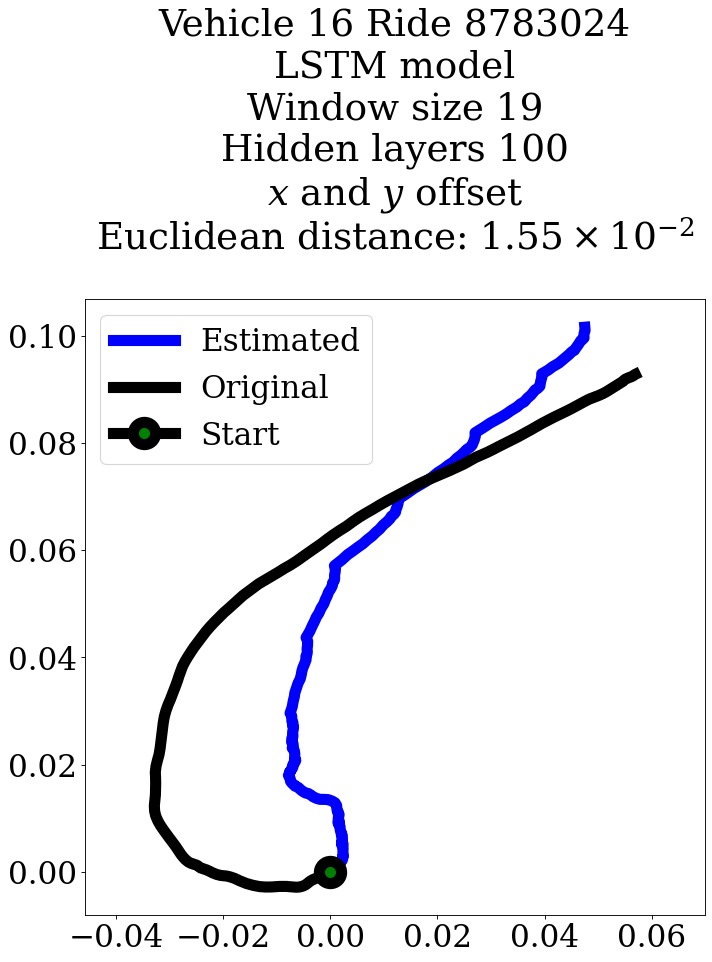 Vehicle 16 Ride 8783024
LSTM model
Window size 19
Hidden layers 100
x and y offset
Euclidean distance: 1.55 × 10⁻²
Estimated
Original
Start
0.10
0.08
0.06
0.04
0.02
0.00
−0.04 −0.02 0.00 0.02 0.04 0.06